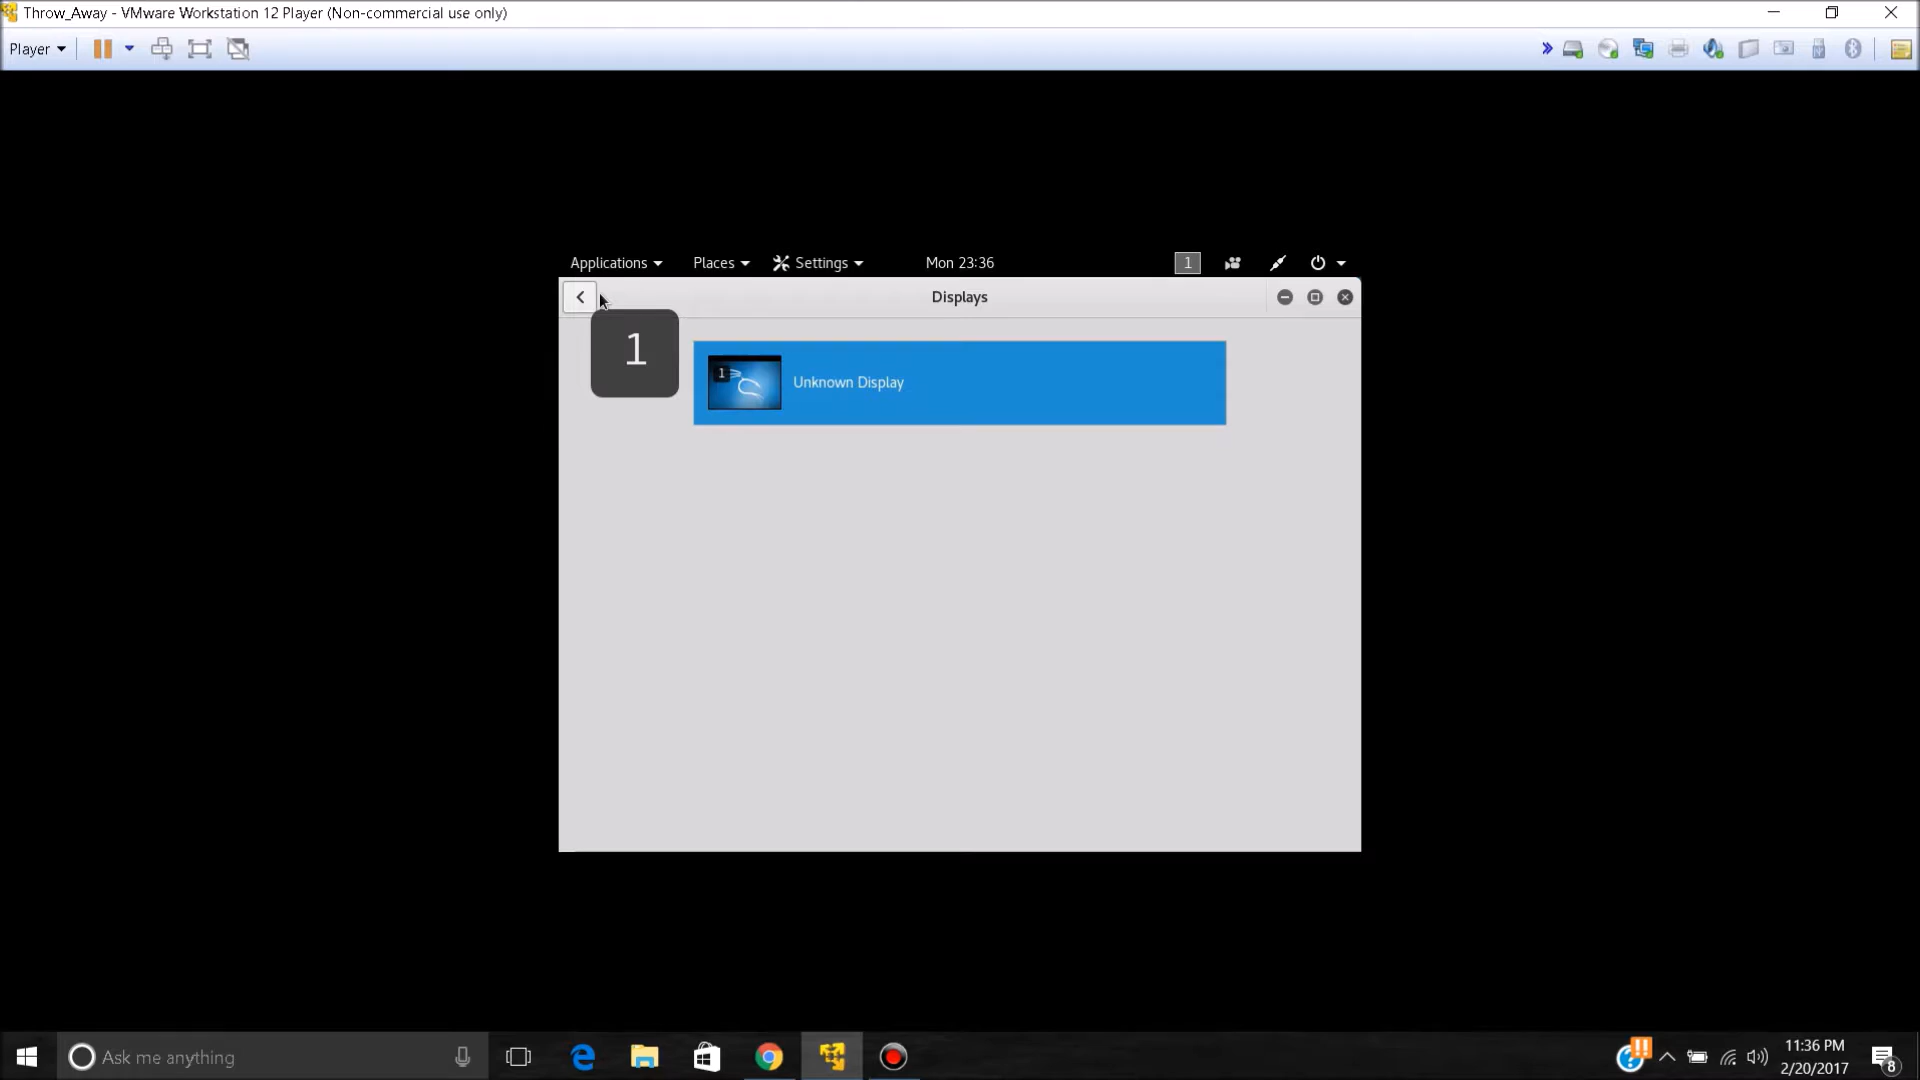 Throw_Away - VMware Workstation 12 Player (Non-commercial use only)
Player
Applications Places Settings Mon 23:36 1
Displays
1
1 Unknown Display
Ask me anything
11:36 PM
2/20/2017
8